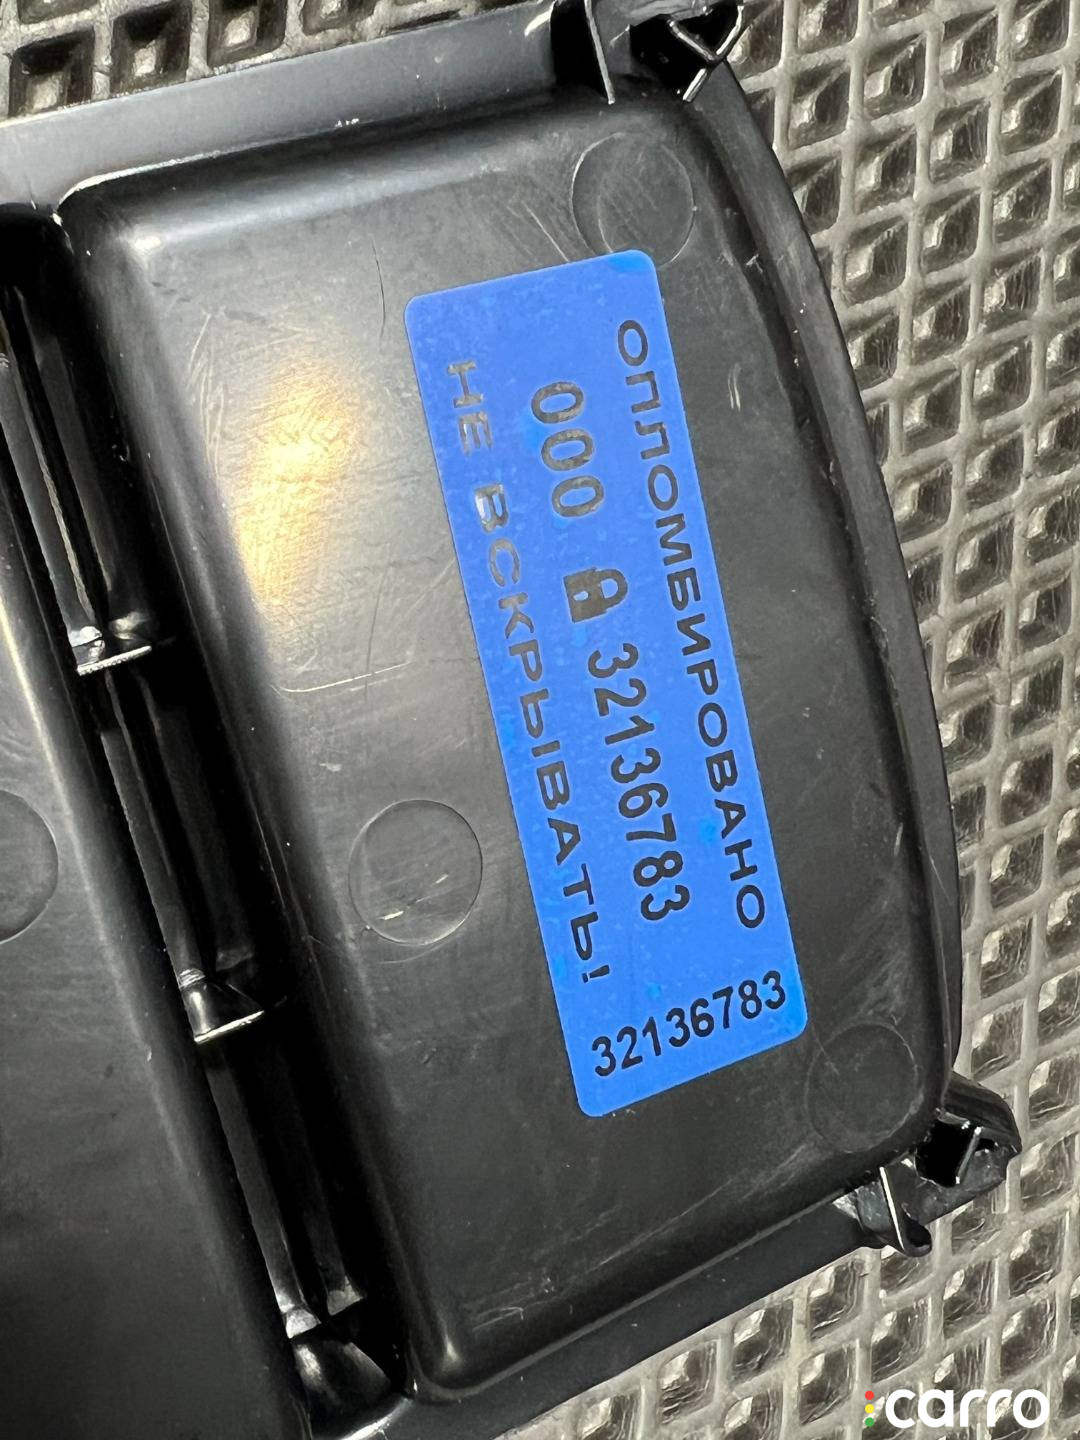 ОПЛОМБИРОВАНО
000 32136783
НЕ ВСКРЫВАТЬ!
32136783
carro